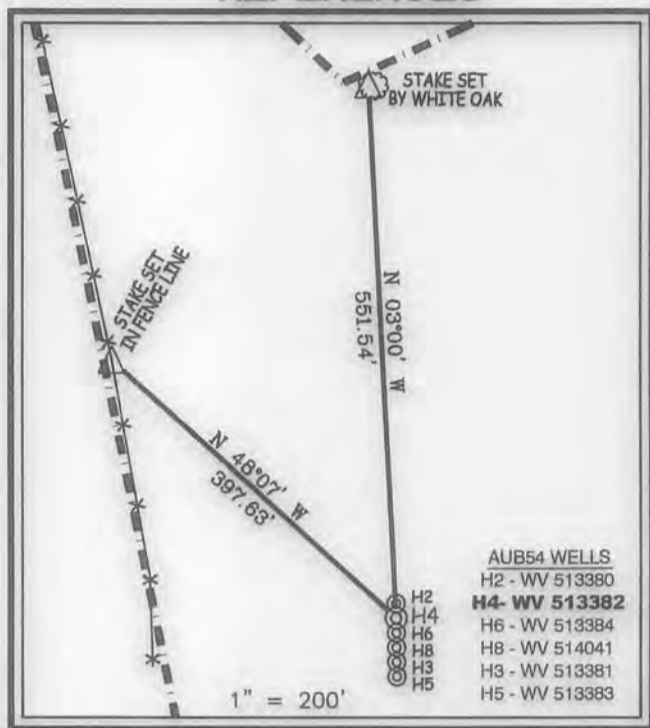 STAKE SET
BY WHITE OAK
STAKE SET
IN FENCE LINE
N 03°00' W
551.54'
N 48°07' W
397.63'
H2
H4
H6
H8
H3
H5
AUB54 WELLS
H2 - WV 513380
H4- WV 513382
H6 - WV 513384
H8 - WV 514041
H3 - WV 513381
H5 - WV 513383
1" = 200'